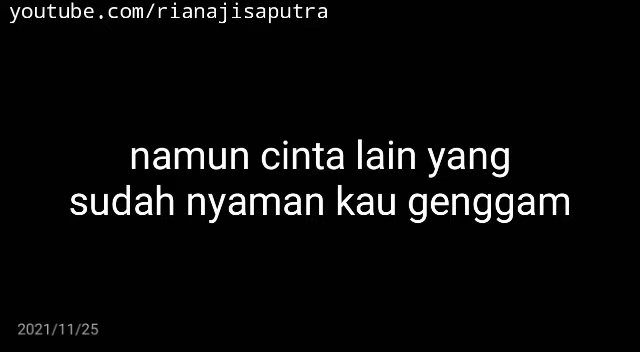 youtube.com/rianajisaputra
namun cinta lain yang
sudah nyaman kau genggam
2021/11/25